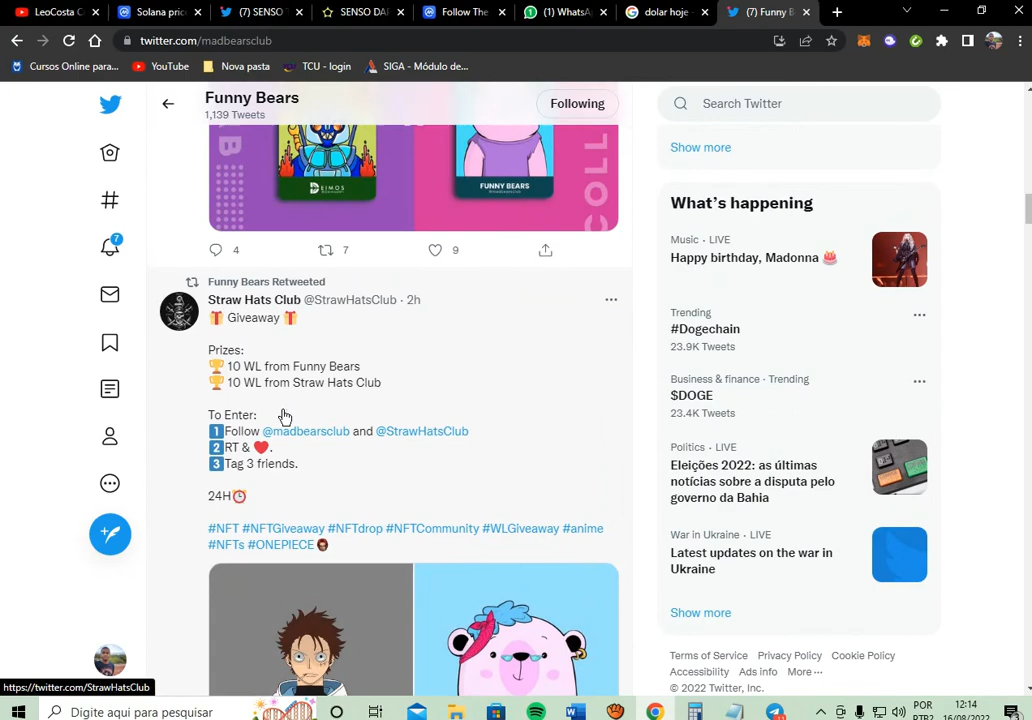 LeoCosta C
Solana pric
(7) SENSO
SENSO DA
Follow The
(1) WhatsA
dolar hoje
(7) Funny B
twitter.com/madbearsclub
Cursos Online para...
YouTube
Nova pasta
TCU - login
SIGA - Módulo de...
Funny Bears
1,139 Tweets
Following
Search Twitter
Show more
DEIMOS
FUNNY BEARS
COLL
4
7
9
What's happening
Music · LIVE
Happy birthday, Madonna 🎂
Trending
#Dogechain
23.9K Tweets
Business & finance · Trending
$DOGE
23.4K Tweets
Politics · LIVE
Eleições 2022: as últimas
notícias sobre a disputa pelo
governo da Bahia
War in Ukraine · LIVE
Latest updates on the war in
Ukraine
Show more
Terms of Service Privacy Policy Cookie Policy
Accessibility Ads info More ···
© 2022 Twitter, Inc.
7
Funny Bears Retweeted
Straw Hats Club @StrawHatsClub · 2h
🎁 Giveaway 🎁
Prizes:
🏆 10 WL from Funny Bears
🏆 10 WL from Straw Hats Club
To Enter:
1️⃣Follow @madbearsclub and @StrawHatsClub
2️⃣RT & ❤️.
3️⃣Tag 3 friends.
24H⏰
#NFT #NFTGiveaway #NFTdrop #NFTCommunity #WLGiveaway #anime
#NFTs #ONEPIECE
https://twitter.com/StrawHatsClub
Digite aqui para pesquisar
POR
PTB2
12:14
16/08/2022